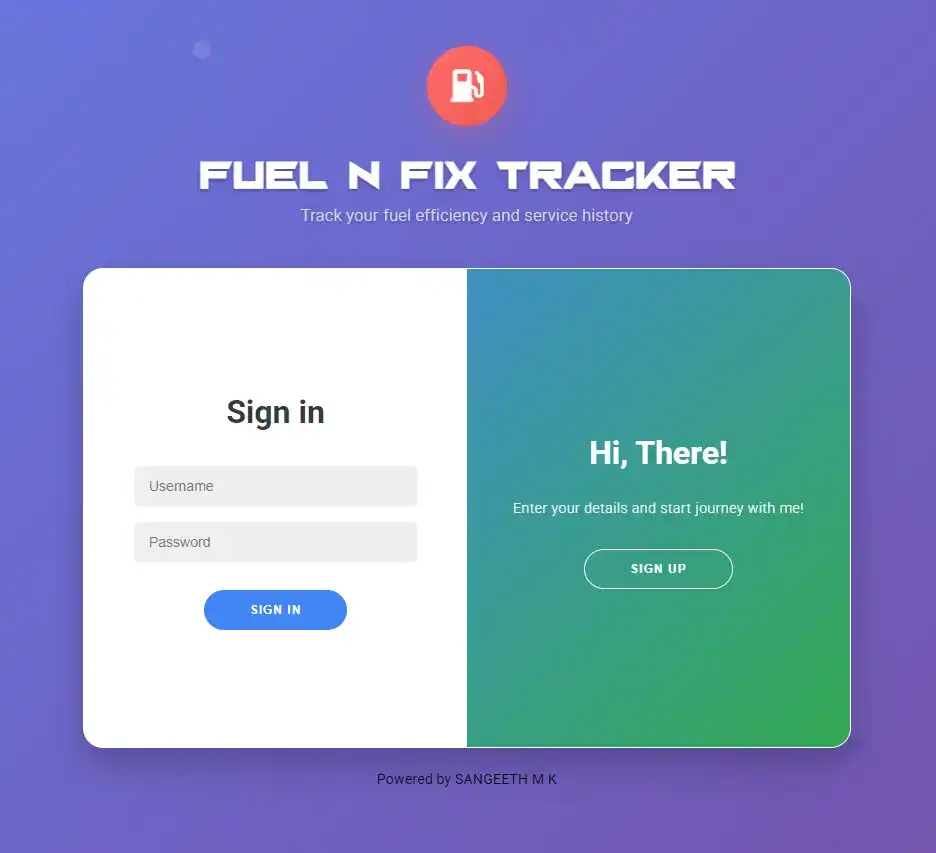 FUEL N FIX TRACKER
Track your fuel efficiency and service history
Sign in
Username
Password
SIGN IN
Hi, There!
Enter your details and start journey with me!
SIGN UP
Powered by SANGEETH M K